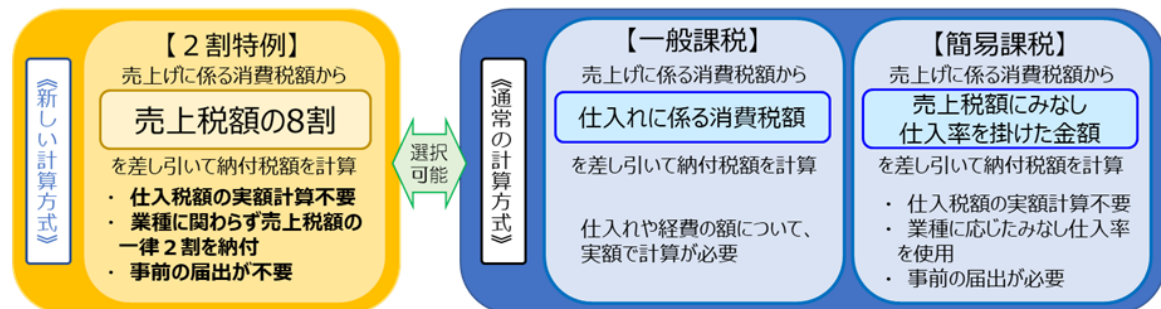 《新しい計算方式》
【２割特例】
売上げに係る消費税額から
売上税額の8割
を差し引いて納付税額を計算
・ 仕入税額の実額計算不要
・ 業種に関わらず売上税額の
一律２割を納付
・ 事前の届出が不要
選択
可能
《通常の計算方式》
【一般課税】
売上げに係る消費税額から
仕入れに係る消費税額
を差し引いて納付税額を計算
仕入れや経費の額について、
実額で計算が必要
【簡易課税】
売上げに係る消費税額から
売上税額にみなし
仕入率を掛けた金額
を差し引いて納付税額を計算
・ 仕入税額の実額計算不要
・ 業種に応じたみなし仕入率
を使用
・ 事前の届出が必要